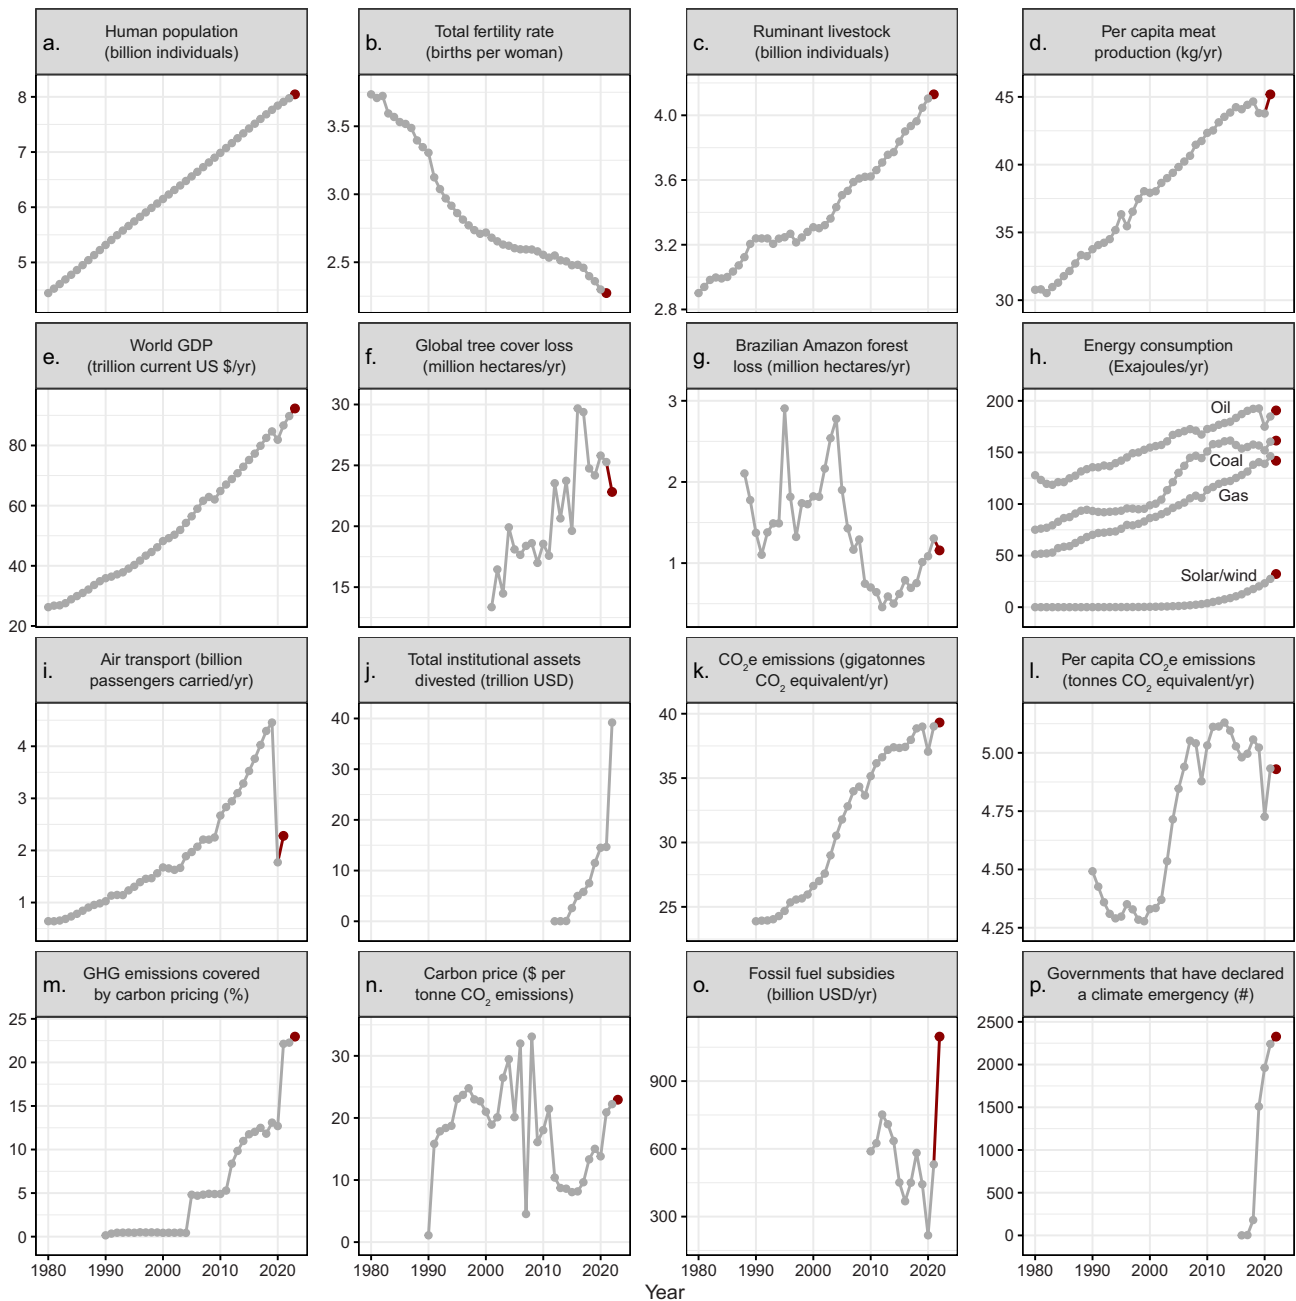 a.
Human population
(billion individuals)
b.
Total fertility rate
(births per woman)
c.
Ruminant livestock
(billion individuals)
d.
Per capita meat
production (kg/yr)
8
7
6
5
3.5
3.0
2.5
4.0
3.6
3.2
2.8
45
40
35
30
e.
World GDP
(trillion current US $/yr)
f.
Global tree cover loss
(million hectares/yr)
g.
Brazilian Amazon forest
loss (million hectares/yr)
h.
Energy consumption
(Exajoules/yr)
80
60
40
20
30
25
20
15
3
2
1
200
150
100
50
0
Oil
Coal
Gas
Solar/wind
i.
Air transport (billion
passengers carried/yr)
j.
Total institutional assets
divested (trillion USD)
k.
CO2e emissions (gigatonnes
CO2 equivalent/yr)
l.
Per capita CO2e emissions
(tonnes CO2 equivalent/yr)
4
3
2
1
40
30
20
10
0
40
35
30
25
5.00
4.75
4.50
4.25
m.
GHG emissions covered
by carbon pricing (%)
n.
Carbon price ($ per
tonne CO2 emissions)
o.
Fossil fuel subsidies
(billion USD/yr)
p.
Governments that have declared
a climate emergency (#)
25
20
15
10
5
0
30
20
10
0
900
600
300
2500
2000
1500
1000
500
0
1980 1990 2000 2010 2020
1980 1990 2000 2010 2020
1980 1990 2000 2010 2020
1980 1990 2000 2010 2020
Year